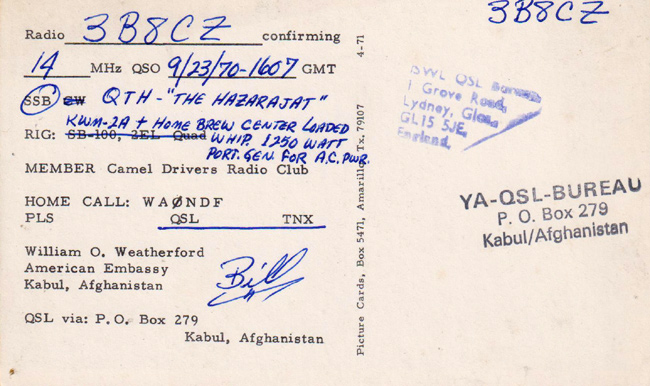 Radio 3B8CZ confirming
14 MHz QSO 9/23/70-1607 GMT
SSB CW QTH-"THE HAZARAJAT"
KWM-2A + HOME BREW CENTER LOADED
RIG: SB-100, 2EL Quad WHIP. 1250 WATT
PORT. GEN. FOR A.C. PWR.
MEMBER Camel Drivers Radio Club
HOME CALL: WAØNDF
PLS QSL TNX
William O. Weatherford
American Embassy
Kabul, Afghanistan
Bill
QSL via: P.O. Box 279
Kabul, Afghanistan
Picture Cards, Box 5471, Amarillo, Tx. 79107 4-71
3B8CZ
SWL QSL Bureau
1 Grove Road,
Lydney, Glos.
GL15 5JE,
England,
YA-QSL-BUREAU
P. O. Box 279
Kabul/Afghanistan